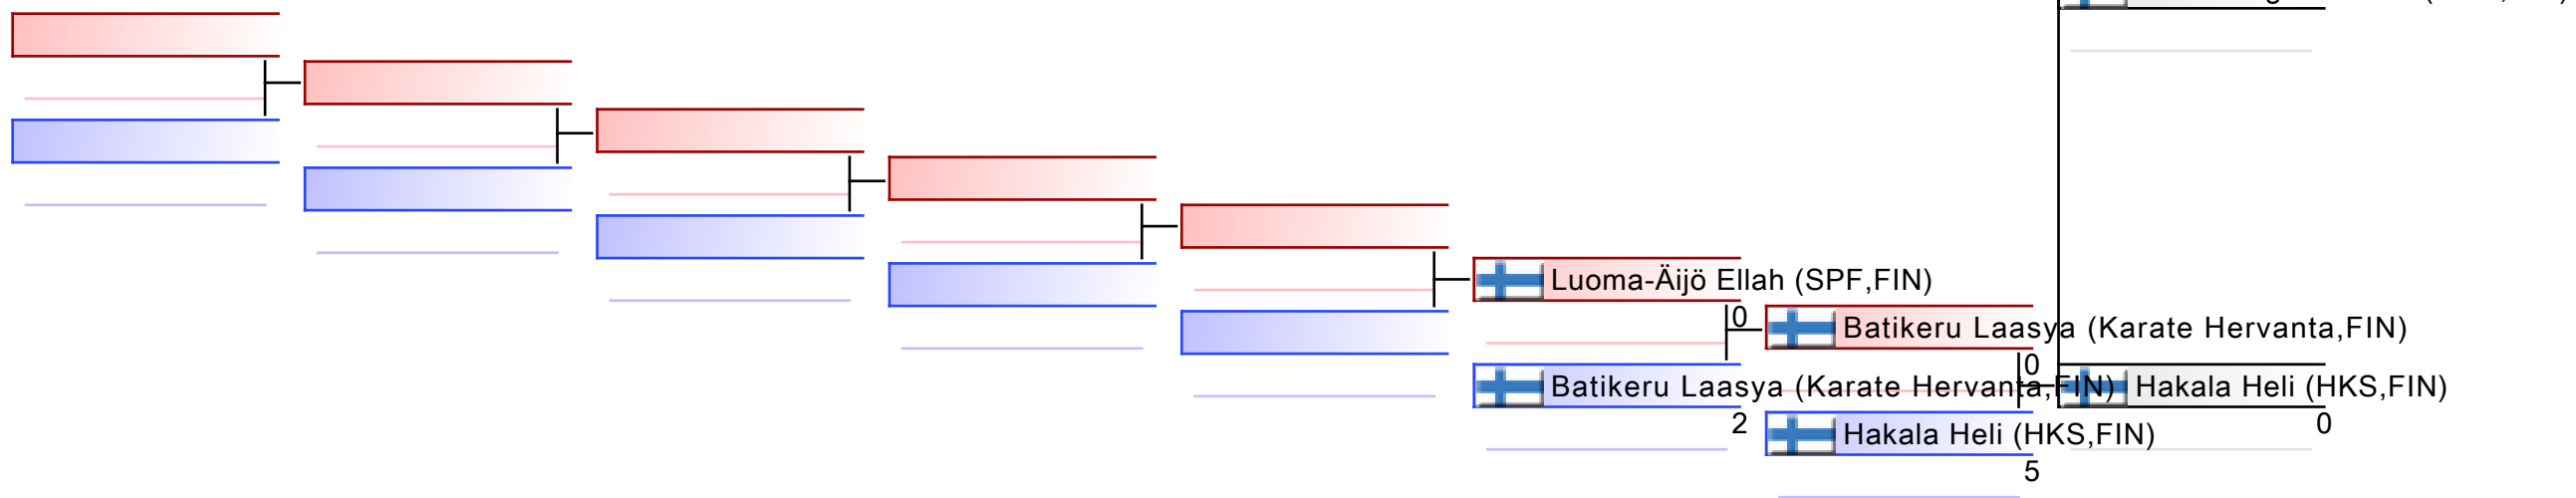 Luoma-Äijö Ellah (SPF,FIN)
0
Batikeru Laasya (Karate Hervanta,FIN)
0
Batikeru Laasya (Karate Hervanta,FIN)
Hakala Heli (HKS,FIN)
2
0
Hakala Heli (HKS,FIN)
5